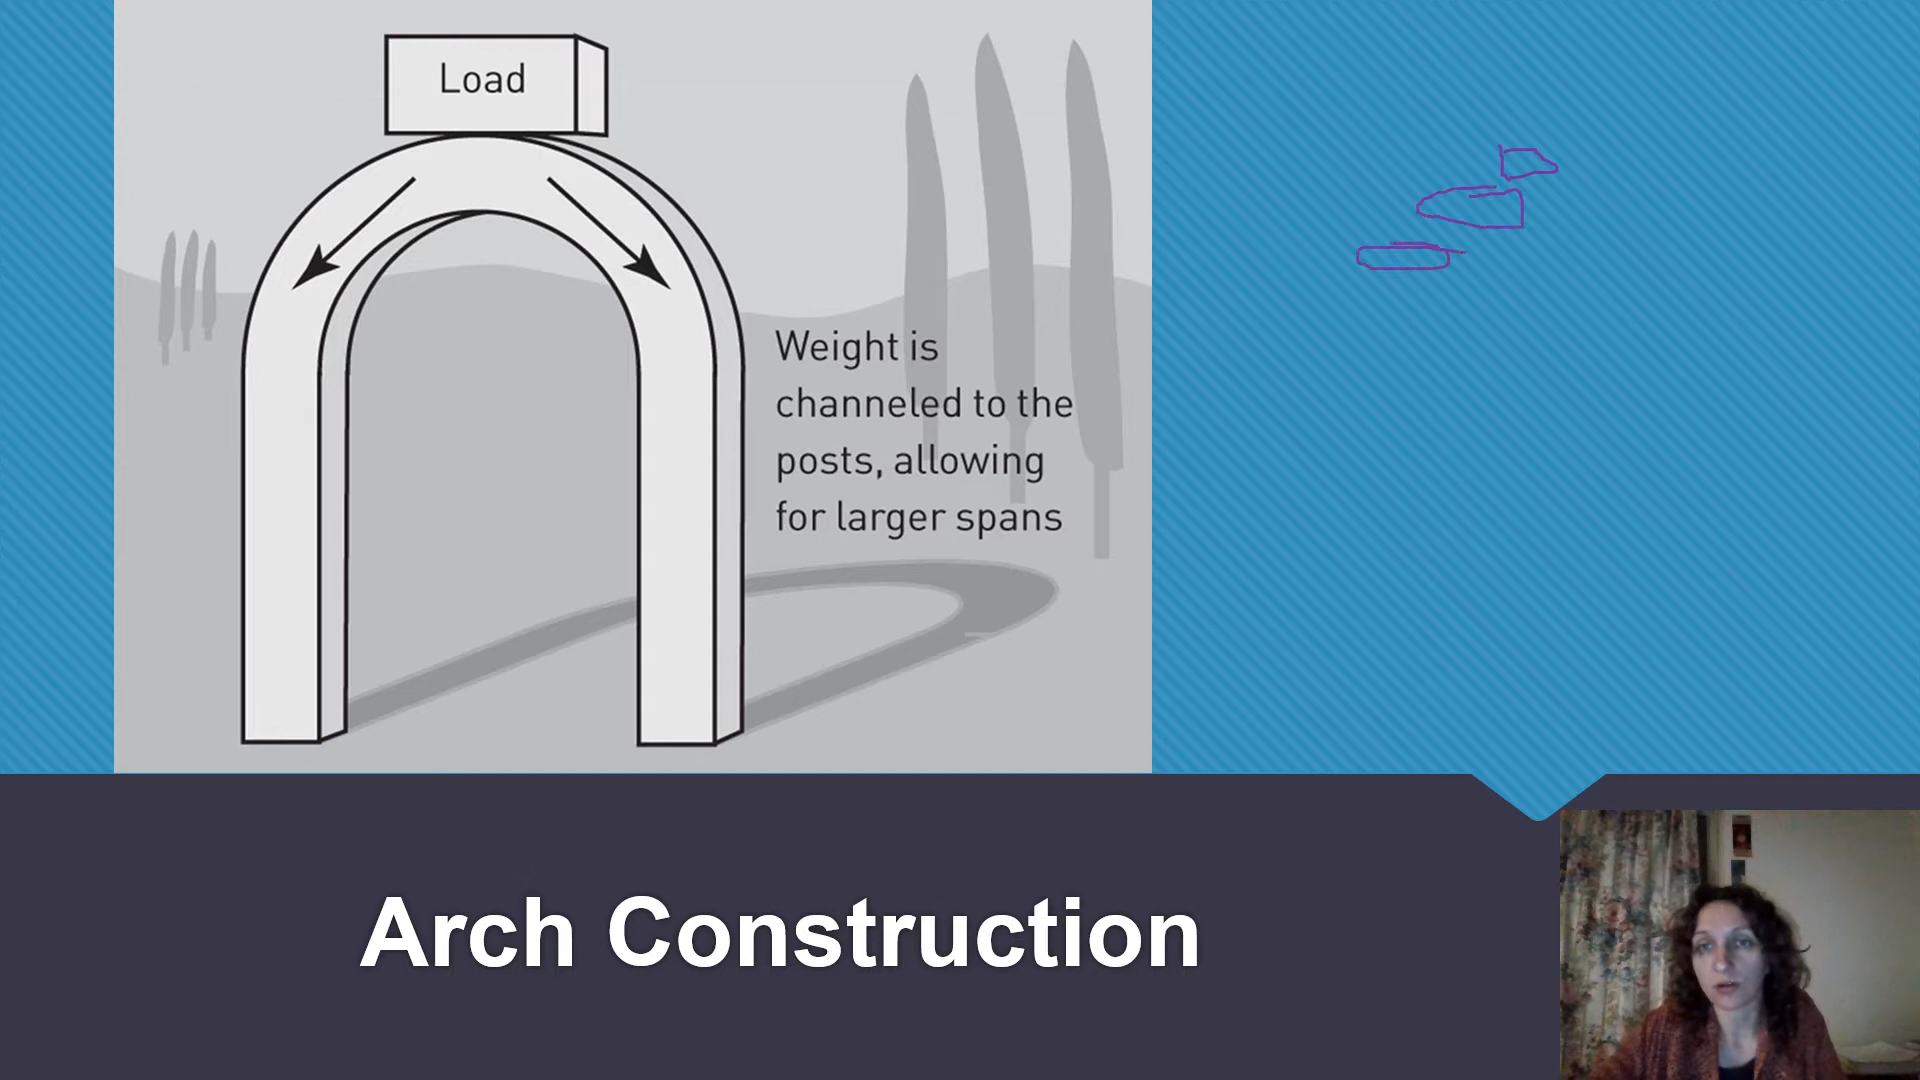 Load
Weight is
channeled to the
posts, allowing
for larger spans
Arch Construction